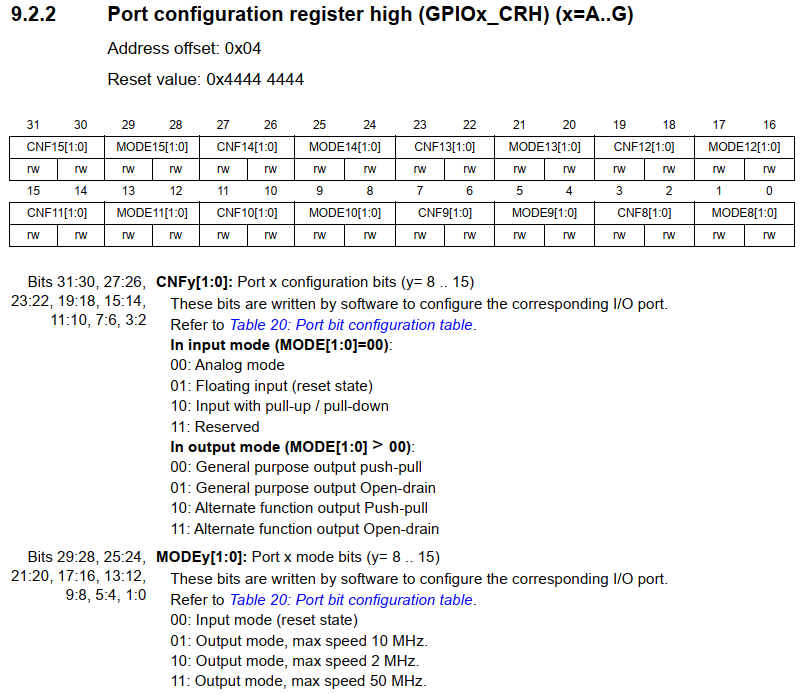 9.2.2 Port configuration register high (GPIOx_CRH) (x=A..G)
Address offset: 0x04
Reset value: 0x4444 4444
31 30 29 28 27 26 25 24 23 22 21 20 19 18 17 16
CNF15[1:0] MODE15[1:0] CNF14[1:0] MODE14[1:0] CNF13[1:0] MODE13[1:0] CNF12[1:0] MODE12[1:0]
rw rw rw rw rw rw rw rw rw rw rw rw rw rw rw rw
15 14 13 12 11 10 9 8 7 6 5 4 3 2 1 0
CNF11[1:0] MODE11[1:0] CNF10[1:0] MODE10[1:0] CNF9[1:0] MODE9[1:0] CNF8[1:0] MODE8[1:0]
rw rw rw rw rw rw rw rw rw rw rw rw rw rw rw rw
Bits 31:30, 27:26, CNFy[1:0]: Port x configuration bits (y= 8 .. 15)
23:22, 19:18, 15:14, These bits are written by software to configure the corresponding I/O port.
11:10, 7:6, 3:2 Refer to Table 20: Port bit configuration table.
In input mode (MODE[1:0]=00):
00: Analog mode
01: Floating input (reset state)
10: Input with pull-up / pull-down
11: Reserved
In output mode (MODE[1:0] > 00):
00: General purpose output push-pull
01: General purpose output Open-drain
10: Alternate function output Push-pull
11: Alternate function output Open-drain
Bits 29:28, 25:24, MODEy[1:0]: Port x mode bits (y= 8 .. 15)
21:20, 17:16, 13:12, These bits are written by software to configure the corresponding I/O port.
9:8, 5:4, 1:0 Refer to Table 20: Port bit configuration table.
00: Input mode (reset state)
01: Output mode, max speed 10 MHz.
10: Output mode, max speed 2 MHz.
11: Output mode, max speed 50 MHz.